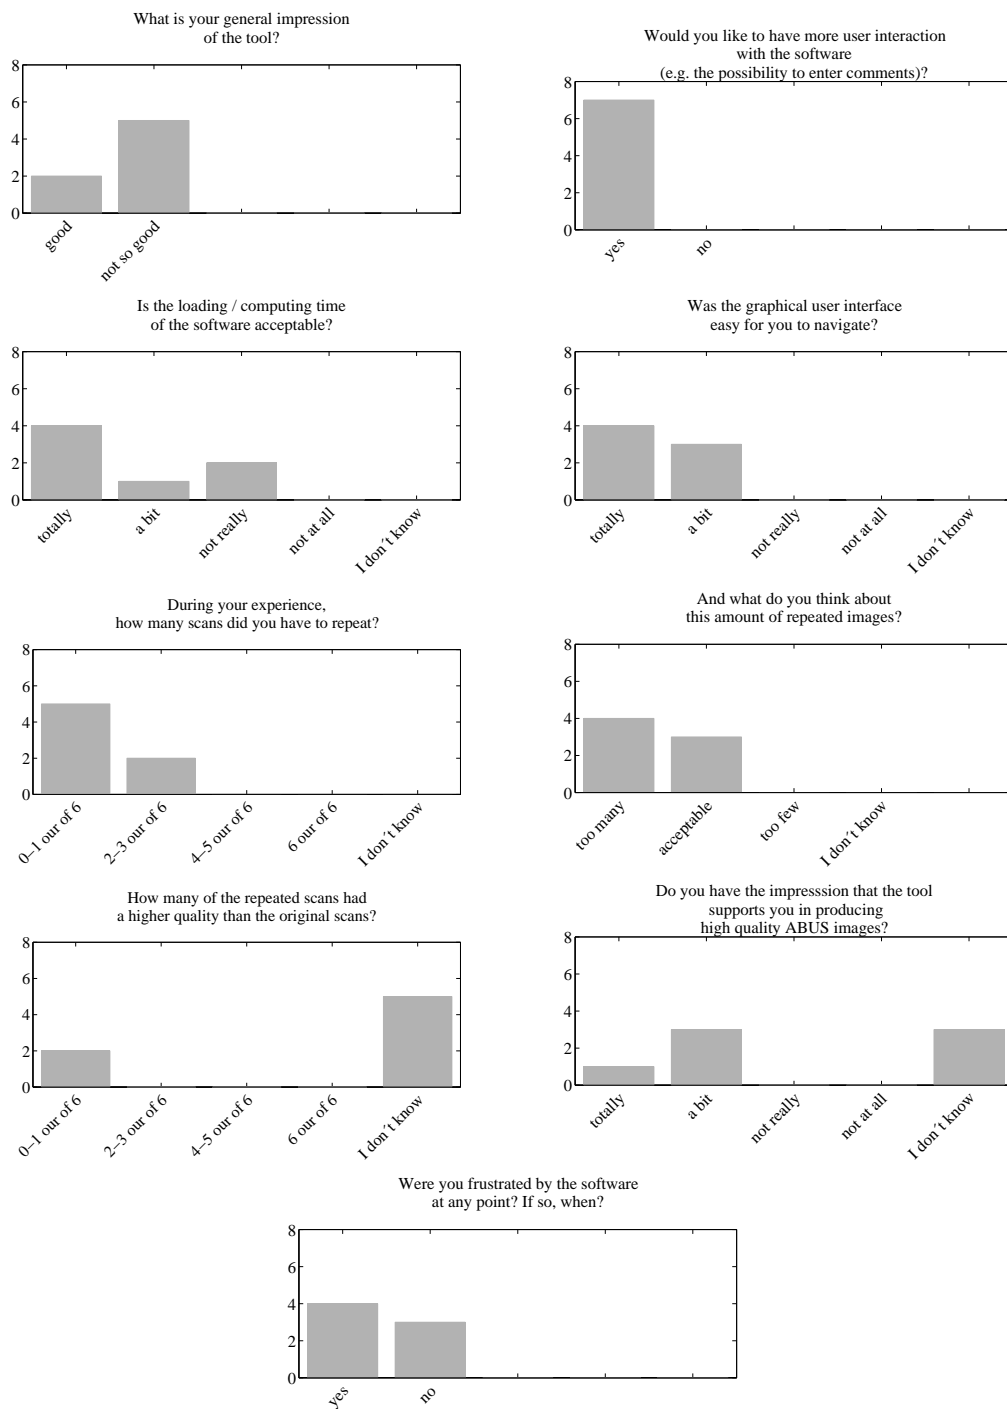 What is your general impression
of the tool?
8
6
4
2
0
good
not so good
Would you like to have more user interaction
with the software
(e.g. the possibility to enter comments)?
8
6
4
2
0
yes
no
Is the loading / computing time
of the software acceptable?
8
6
4
2
0
totally
a bit
not really
not at all
I don´t know
Was the graphical user interface
easy for you to navigate?
8
6
4
2
0
totally
a bit
not really
not at all
I don´t know
During your experience,
how many scans did you have to repeat?
8
6
4
2
0
0−1 our of 6
2−3 our of 6
4−5 our of 6
6 our of 6
I don´t know
And what do you think about
this amount of repeated images?
8
6
4
2
0
too many
acceptable
too few
I don´t know
How many of the repeated scans had
a higher quality than the original scans?
8
6
4
2
0
0−1 our of 6
2−3 our of 6
4−5 our of 6
6 our of 6
I don´t know
Do you have the impresssion that the tool
supports you in producing
high quality ABUS images?
8
6
4
2
0
totally
a bit
not really
not at all
I don´t know
Were you frustrated by the software
at any point? If so, when?
8
6
4
2
0
yes
no